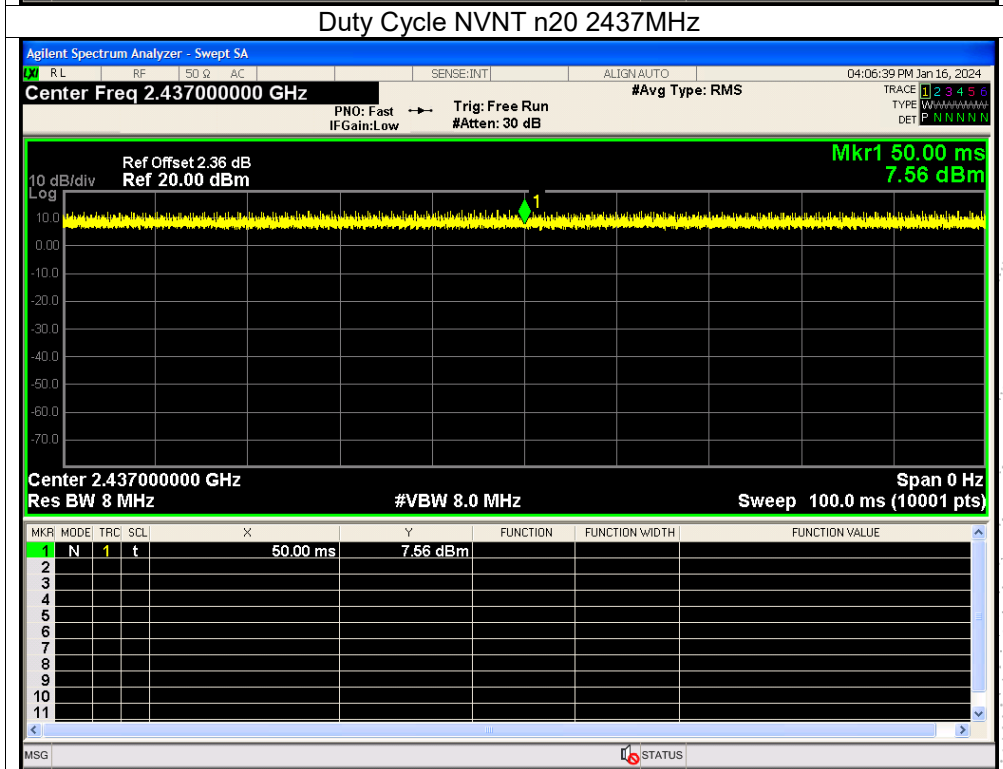 Duty Cycle NVNT n20 2437MHz
Agilent Spectrum Analyzer - Swept SA
LXI RL RF 50 Ω AC SENSE:INT ALIGN AUTO 04:06:39 PM Jan 16, 2024
Center Freq 2.437000000 GHz #Avg Type: RMS TRACE 1 2 3 4 5 6
PNO: Fast Trig: Free Run TYPE WWWWWW
IFGain:Low #Atten: 30 dB DET P N N N N N
Mkr1 50.00 ms
Ref Offset 2.36 dB
10 dB/div Ref 20.00 dBm 7.56 dBm
Log
1
10.0
0.00
-10.0
-20.0
-30.0
-40.0
-50.0
-60.0
-70.0
Center 2.437000000 GHz Span 0 Hz
Res BW 8 MHz #VBW 8.0 MHz Sweep 100.0 ms (10001 pts)
MKR MODE TRC SCL X Y FUNCTION FUNCTION WIDTH FUNCTION VALUE
1 N 1 t 50.00 ms 7.56 dBm
2
3
4
5
6
7
8
9
10
11
MSG STATUS